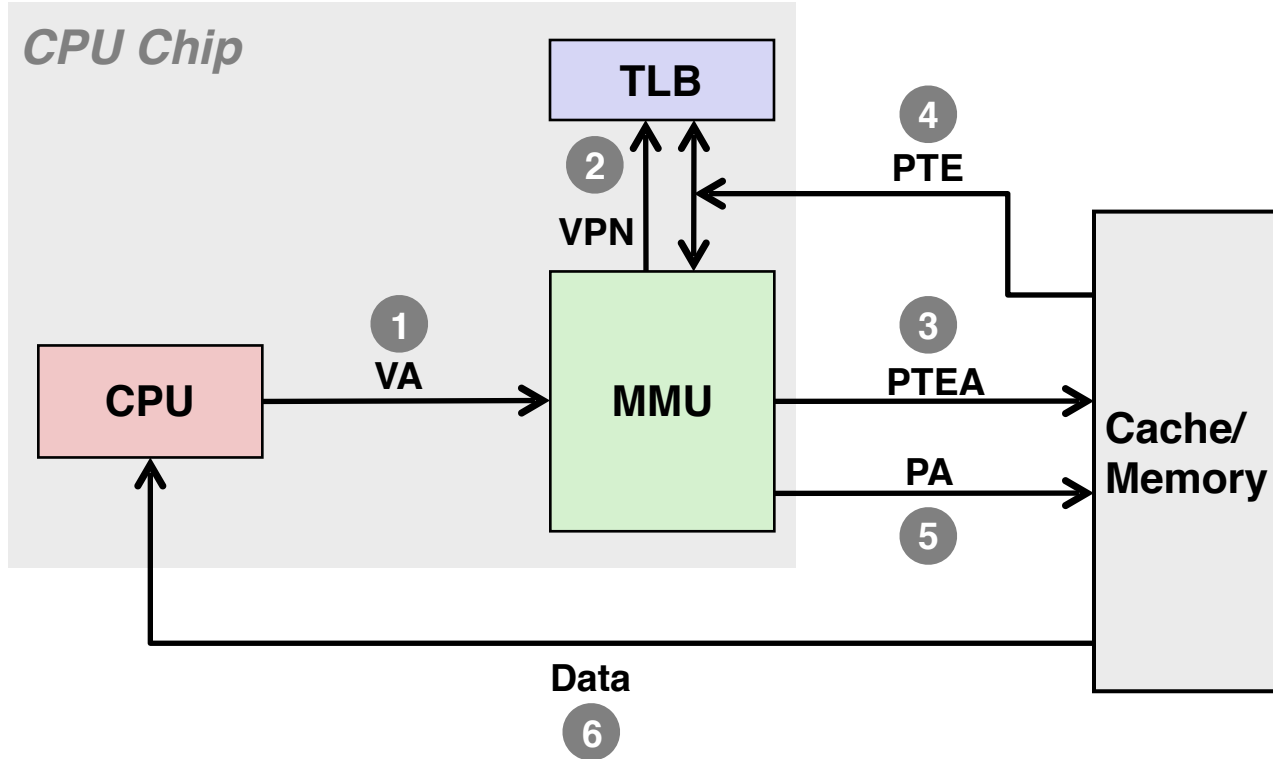 CPU Chip
TLB
4
PTE
2
VPN
1
VA
3
PTEA
CPU
MMU
Cache/
Memory
PA
5
Data
6